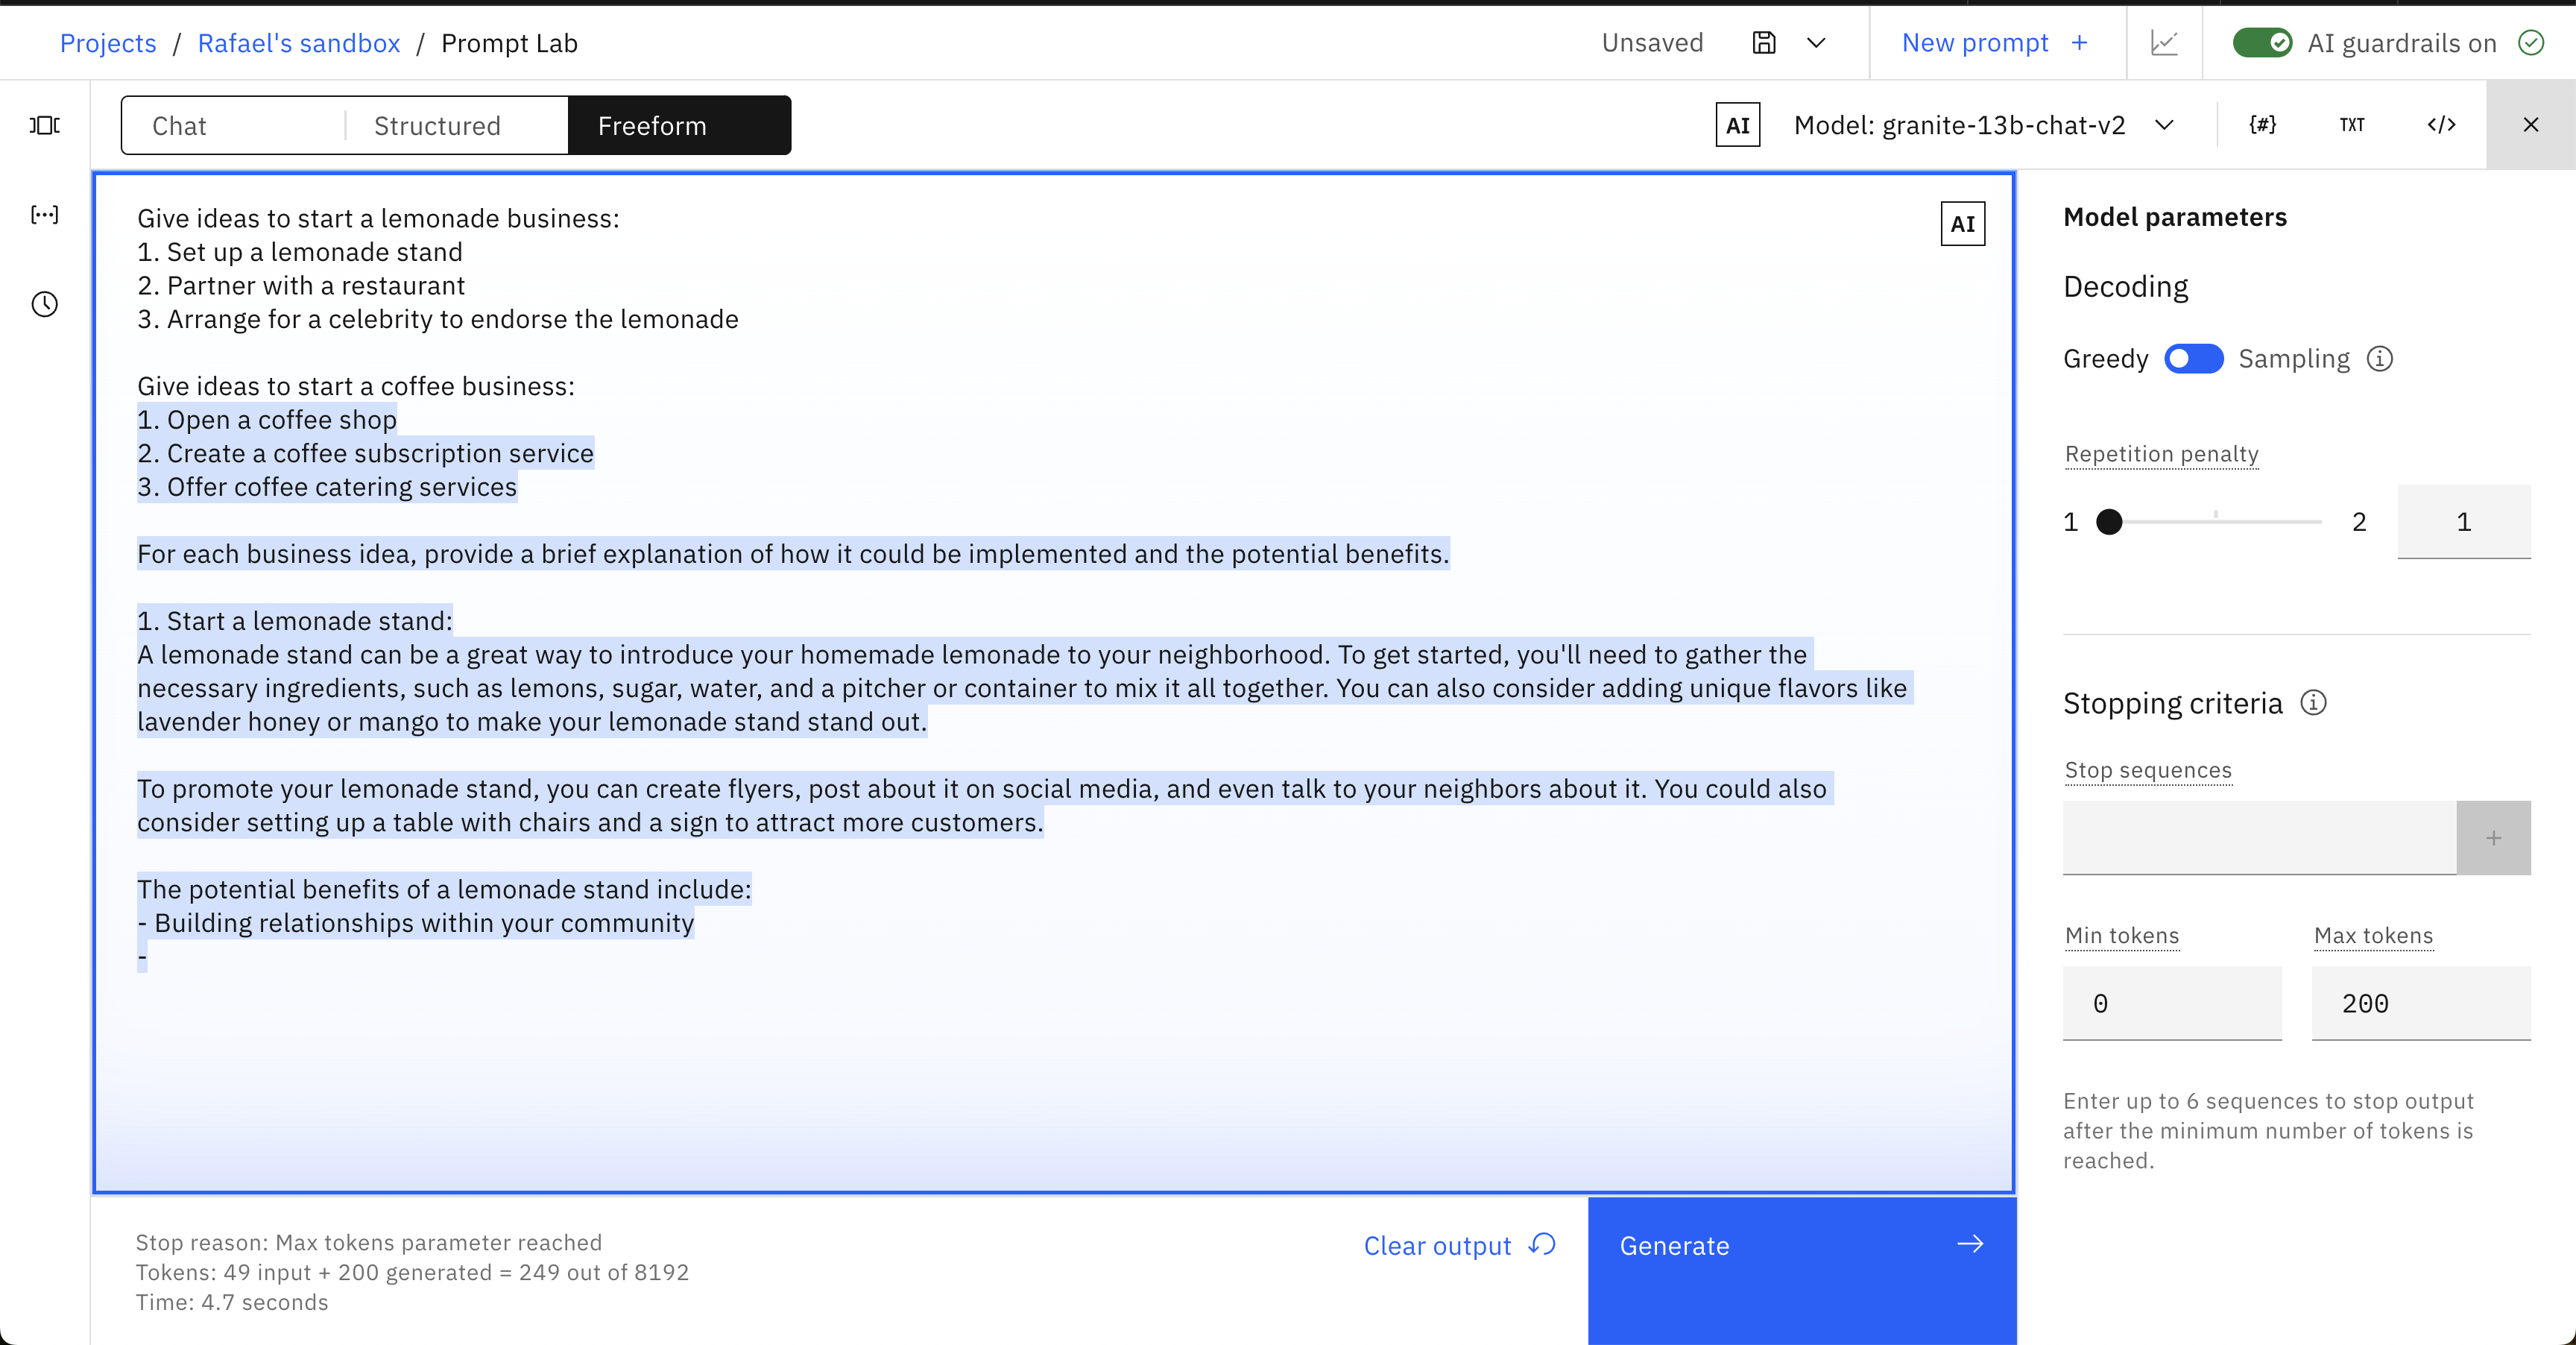 Projects / Rafael's sandbox / Prompt Lab
Unsaved
New prompt +
AI guardrails on
Chat
Structured
Freeform
AI
Model: granite-13b-chat-v2
{#}
TXT
</>
Give ideas to start a lemonade business:
1. Set up a lemonade stand
2. Partner with a restaurant
3. Arrange for a celebrity to endorse the lemonade
AI
Give ideas to start a coffee business:
1. Open a coffee shop
2. Create a coffee subscription service
3. Offer coffee catering services
For each business idea, provide a brief explanation of how it could be implemented and the potential benefits.
1. Start a lemonade stand:
A lemonade stand can be a great way to introduce your homemade lemonade to your neighborhood. To get started, you'll need to gather the
necessary ingredients, such as lemons, sugar, water, and a pitcher or container to mix it all together. You can also consider adding unique flavors like
lavender honey or mango to make your lemonade stand stand out.
To promote your lemonade stand, you can create flyers, post about it on social media, and even talk to your neighbors about it. You could also
consider setting up a table with chairs and a sign to attract more customers.
The potential benefits of a lemonade stand include:
- Building relationships within your community
-
Stop reason: Max tokens parameter reached
Tokens: 49 input + 200 generated = 249 out of 8192
Time: 4.7 seconds
Clear output
Generate
Model parameters
Decoding
Greedy
Sampling
Repetition penalty
1
2
1
Stopping criteria
Stop sequences
+
Min tokens
Max tokens
0
200
Enter up to 6 sequences to stop output
after the minimum number of tokens is
reached.